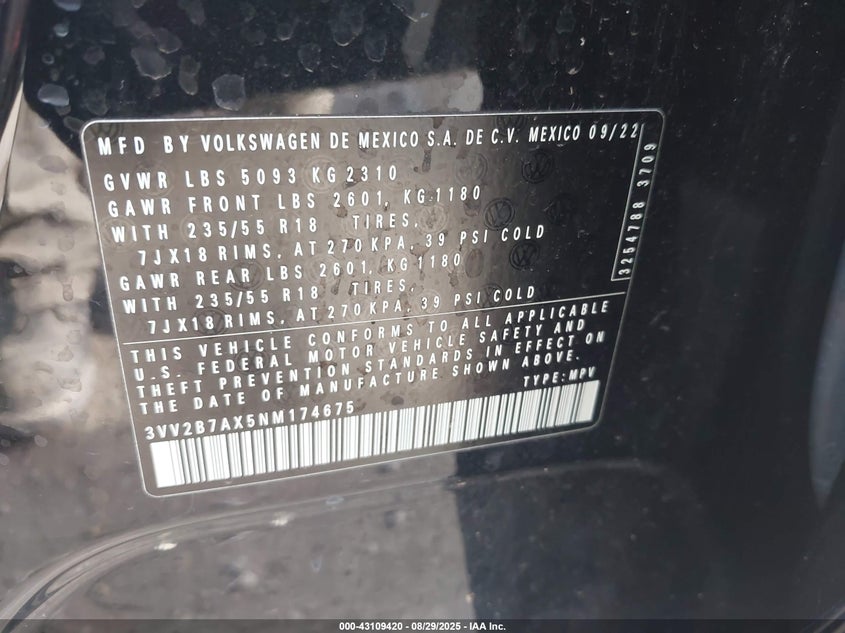 MFD BY VOLKSWAGEN DE MEXICO S.A. DE C.V. MEXICO 09/22
GVWR LBS 5093 KG 2310
GAWR FRONT LBS 2601, KG 1180
WITH 235/55 R18 TIRES,
7JX18 RIMS, AT 270 KPA, 39 PSI COLD
GAWR REAR LBS 2601, KG 1180
WITH 235/55 R18 TIRES,
7JX18 RIMS, AT 270 KPA, 39 PSI COLD
3254788 3709
THIS VEHICLE CONFORMS TO ALL APPLICABLE
U.S. FEDERAL MOTOR VEHICLE SAFETY AND
THEFT PREVENTION STANDARDS IN EFFECT ON
THE DATE OF MANUFACTURE SHOWN ABOVE.
TYPE: MPV
3VV2B7AX5NM174675
000-43109420 - 08/29/2025 - IAA Inc.